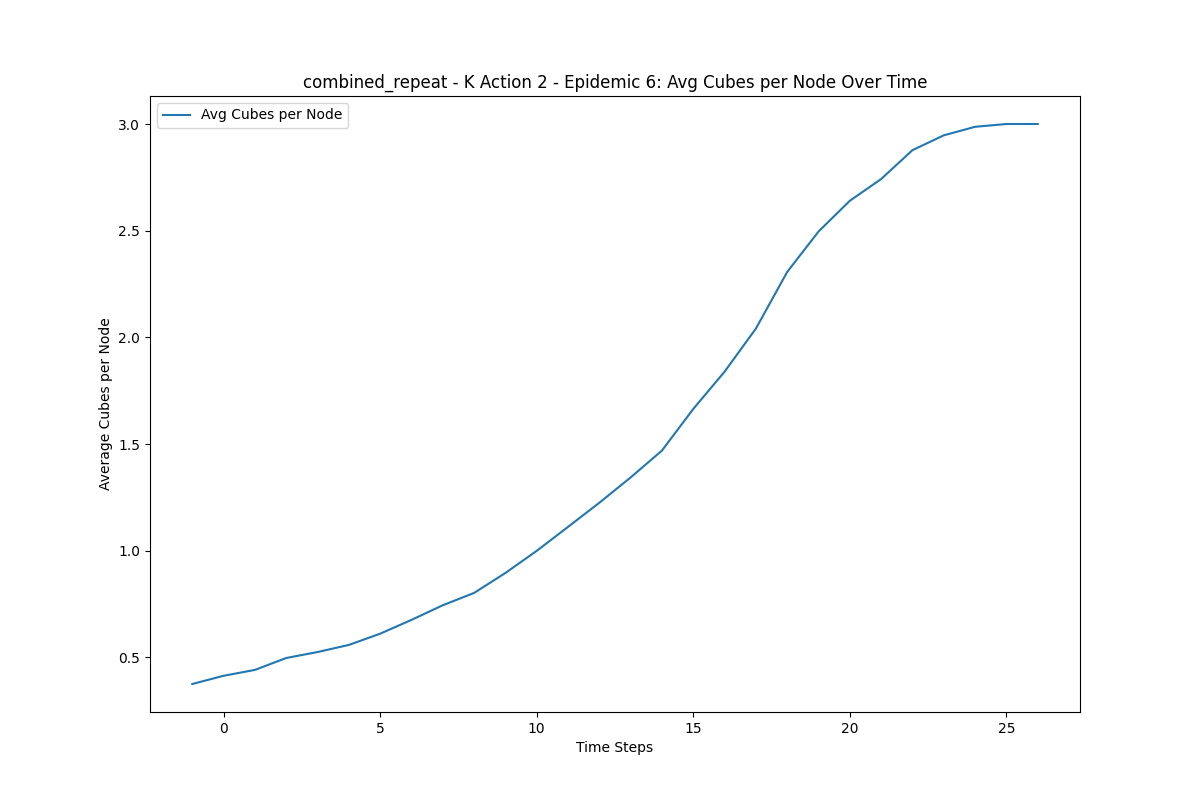 combined_repeat - K Action 2 - Epidemic 6: Avg Cubes per Node Over Time
Avg Cubes per Node
3.0
2.5
2.0
1.5
1.0
0.5
Average Cubes per Node
0 5 10 15 20 25
Time Steps